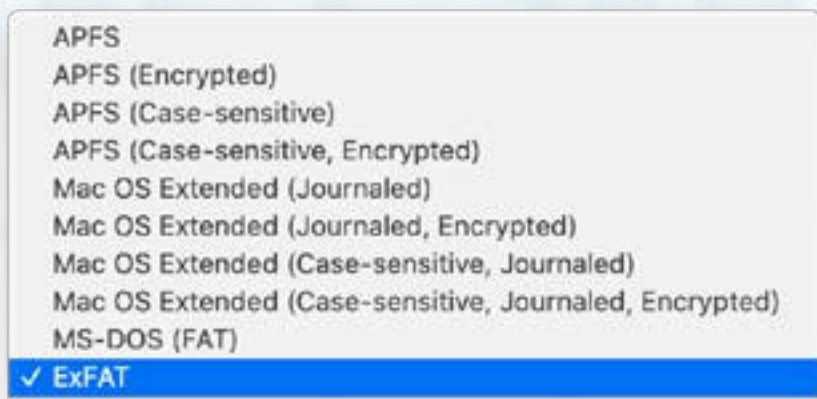 APFS
APFS (Encrypted)
APFS (Case-sensitive)
APFS (Case-sensitive, Encrypted)
Mac OS Extended (Journaled)
Mac OS Extended (Journaled, Encrypted)
Mac OS Extended (Case-sensitive, Journaled)
Mac OS Extended (Case-sensitive, Journaled, Encrypted)
MS-DOS (FAT)
✓ ExFAT